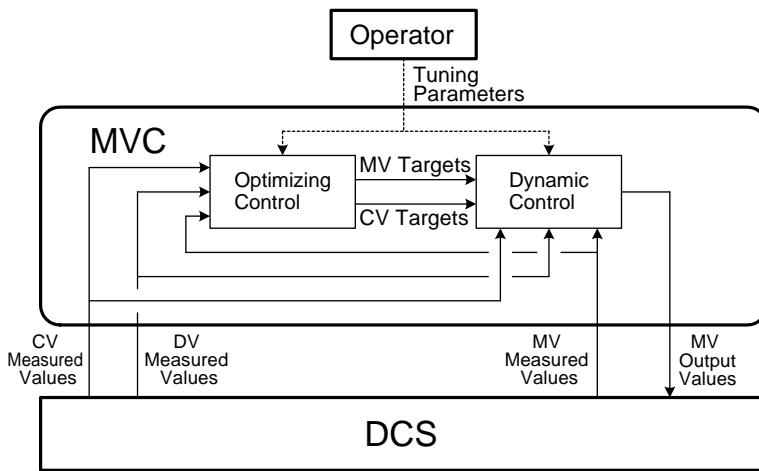 Operator
Tuning
Parameters
MVC
Optimizing
Control
MV Targets
CV Targets
Dynamic
Control
CV
Measured
Values
DV
Measured
Values
MV
Measured
Values
MV
Output
Values
DCS